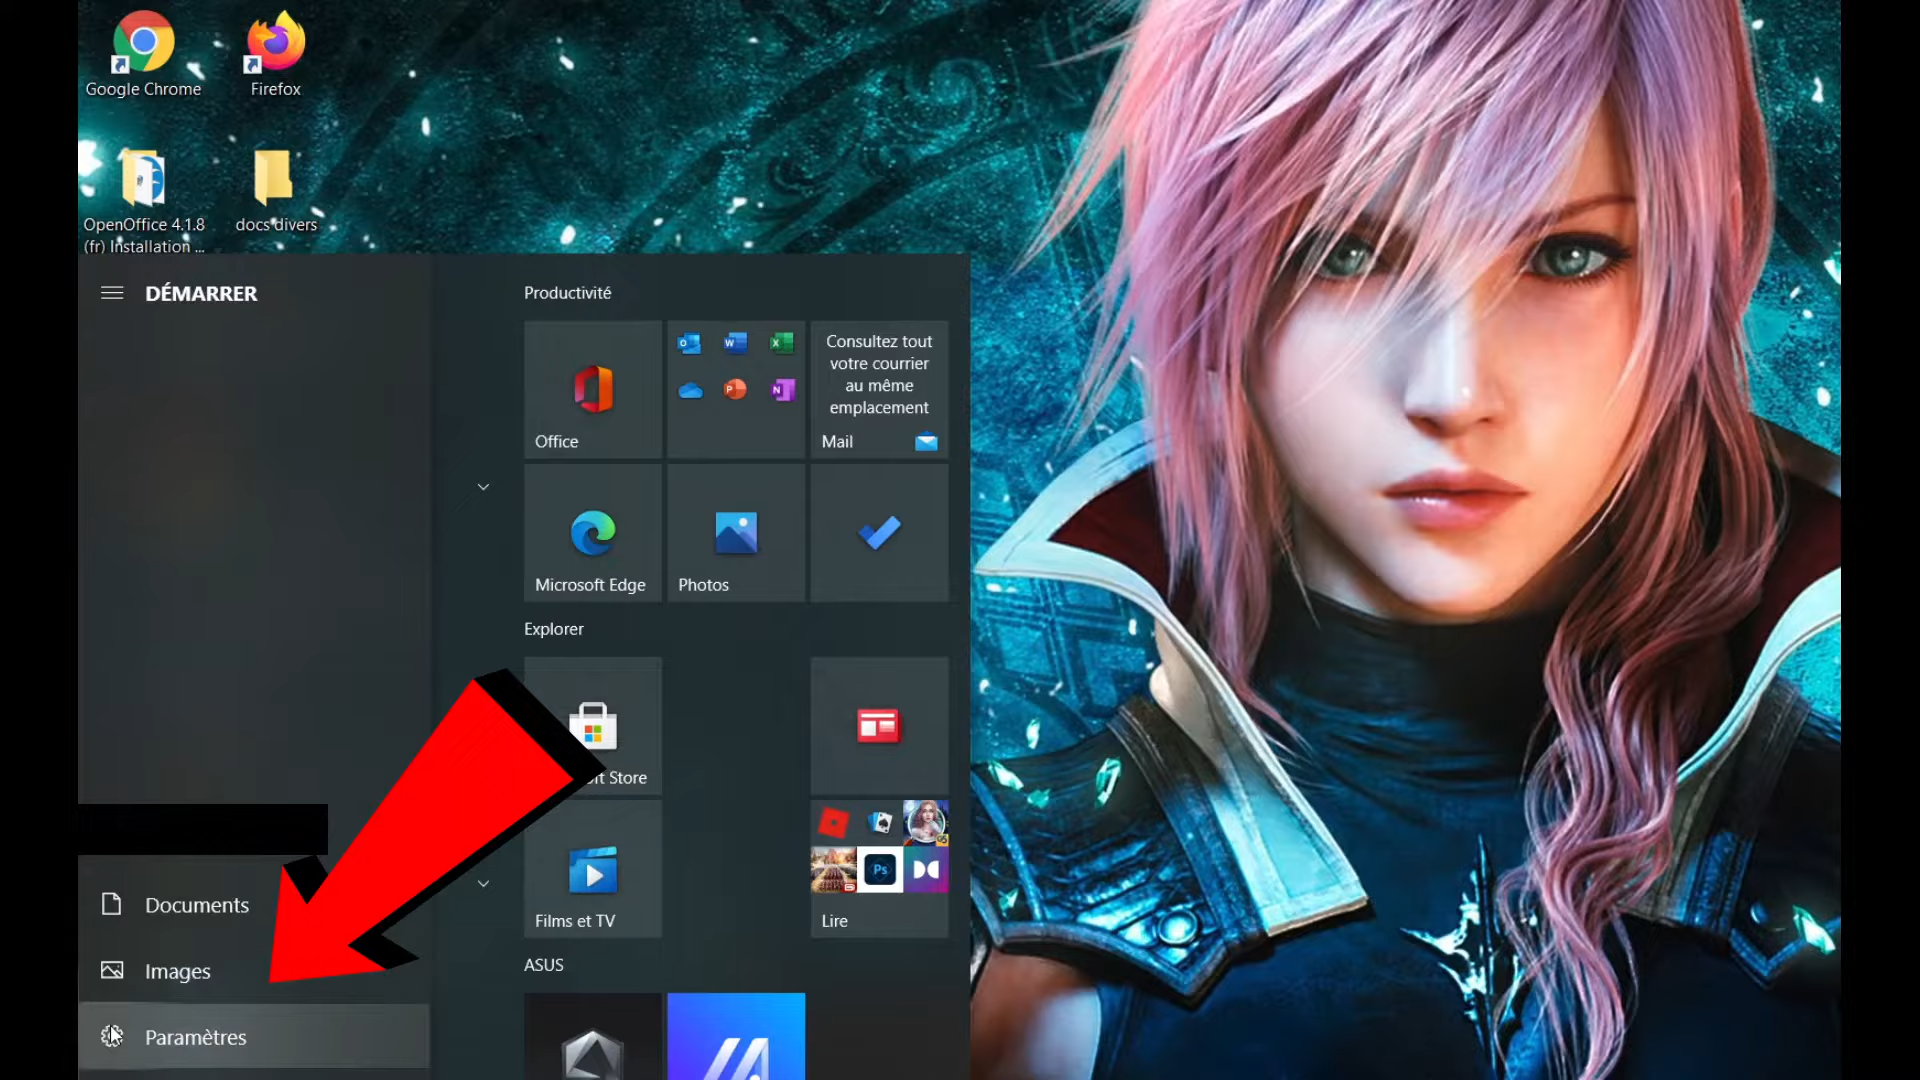 Google Chrome
Firefox
OpenOffice 4.1.8
(fr) Installation ...
docs divers
DÉMARRER
Productivité
Office
Consultez tout
votre courrier
au même
emplacement
Mail
Microsoft Edge
Photos
Explorer
Store
Films et TV
Ps
Lire
ASUS
Documents
Images
Paramètres